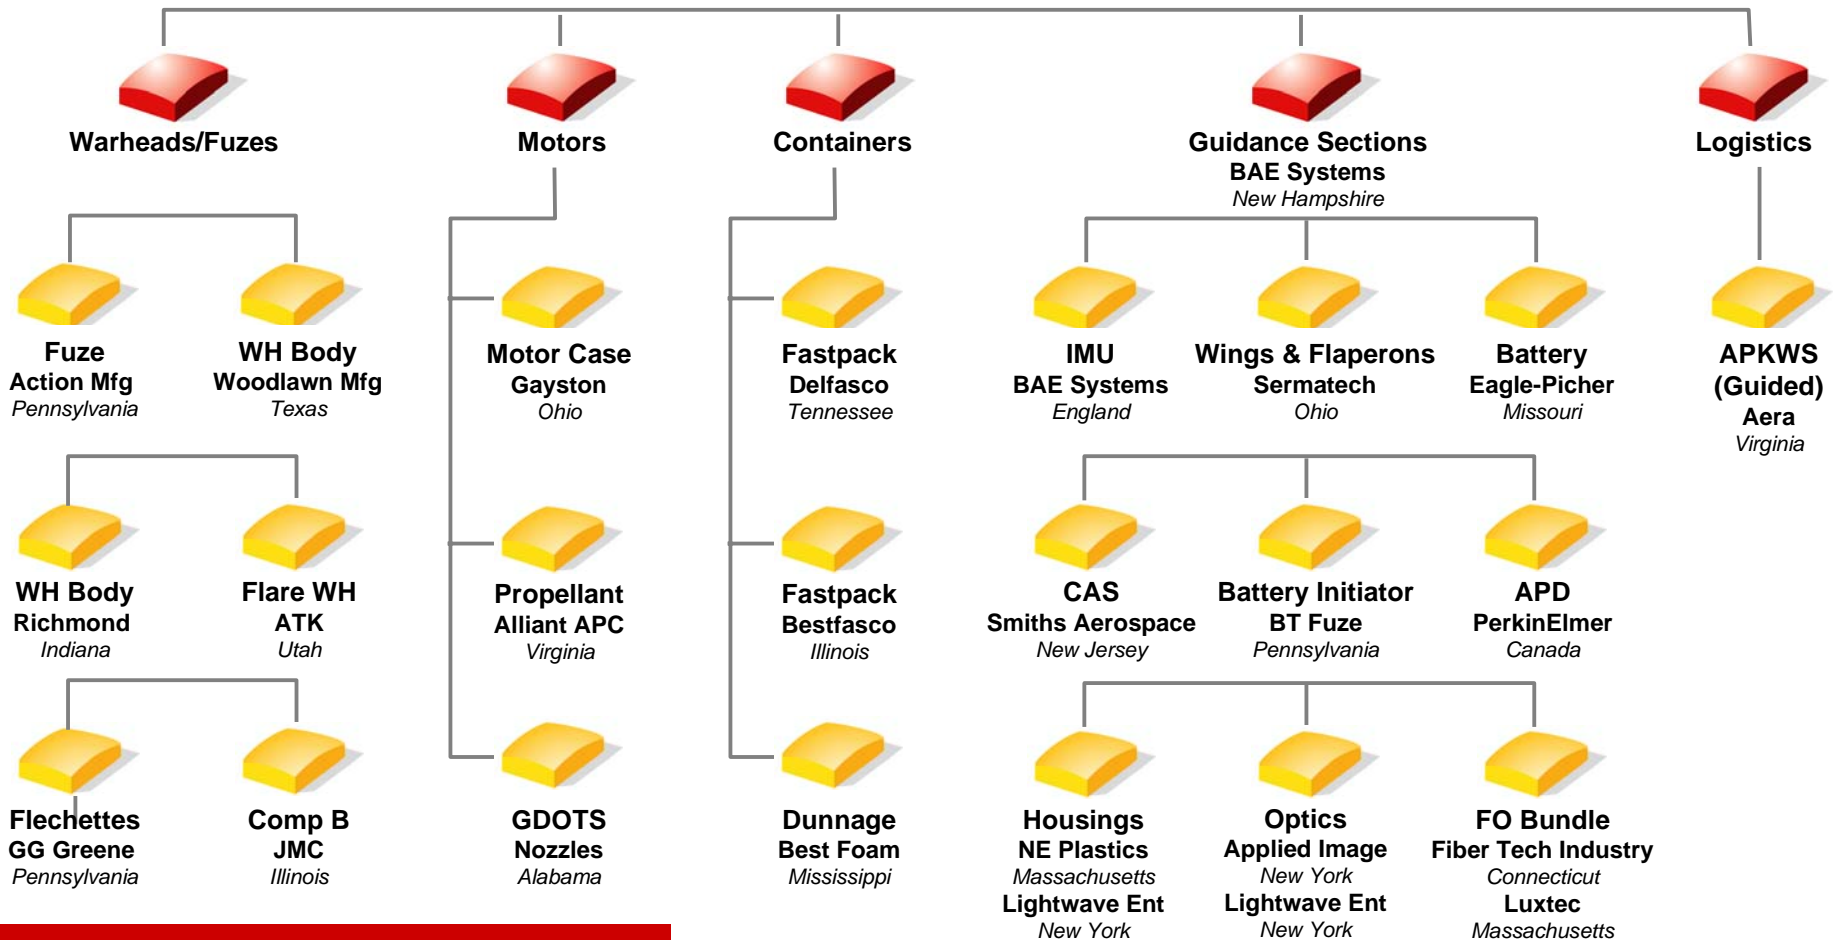 Warheads/Fuzes
Motors
Containers
Guidance Sections
BAE Systems
New Hampshire
Logistics
Fuze
Action Mfg
Pennsylvania
WH Body
Woodlawn Mfg
Texas
Motor Case
Gayston
Ohio
Fastpack
Delfasco
Tennessee
IMU
BAE Systems
England
Wings & Flaperons
Sermatech
Ohio
Battery
Eagle-Picher
Missouri
APKWS
(Guided)
Aera
Virginia
WH Body
Richmond
Indiana
Flare WH
ATK
Utah
Propellant
Alliant APC
Virginia
Fastpack
Bestfasco
Illinois
CAS
Smiths Aerospace
New Jersey
Battery Initiator
BT Fuze
Pennsylvania
APD
PerkinElmer
Canada
Flechettes
GG Greene
Pennsylvania
Comp B
JMC
Illinois
GDOTS
Nozzles
Alabama
Dunnage
Best Foam
Mississippi
Housings
NE Plastics
Massachusetts
Lightwave Ent
New York
Optics
Applied Image
New York
Lightwave Ent
New York
FO Bundle
Fiber Tech Industry
Connecticut
Luxtec
Massachusetts